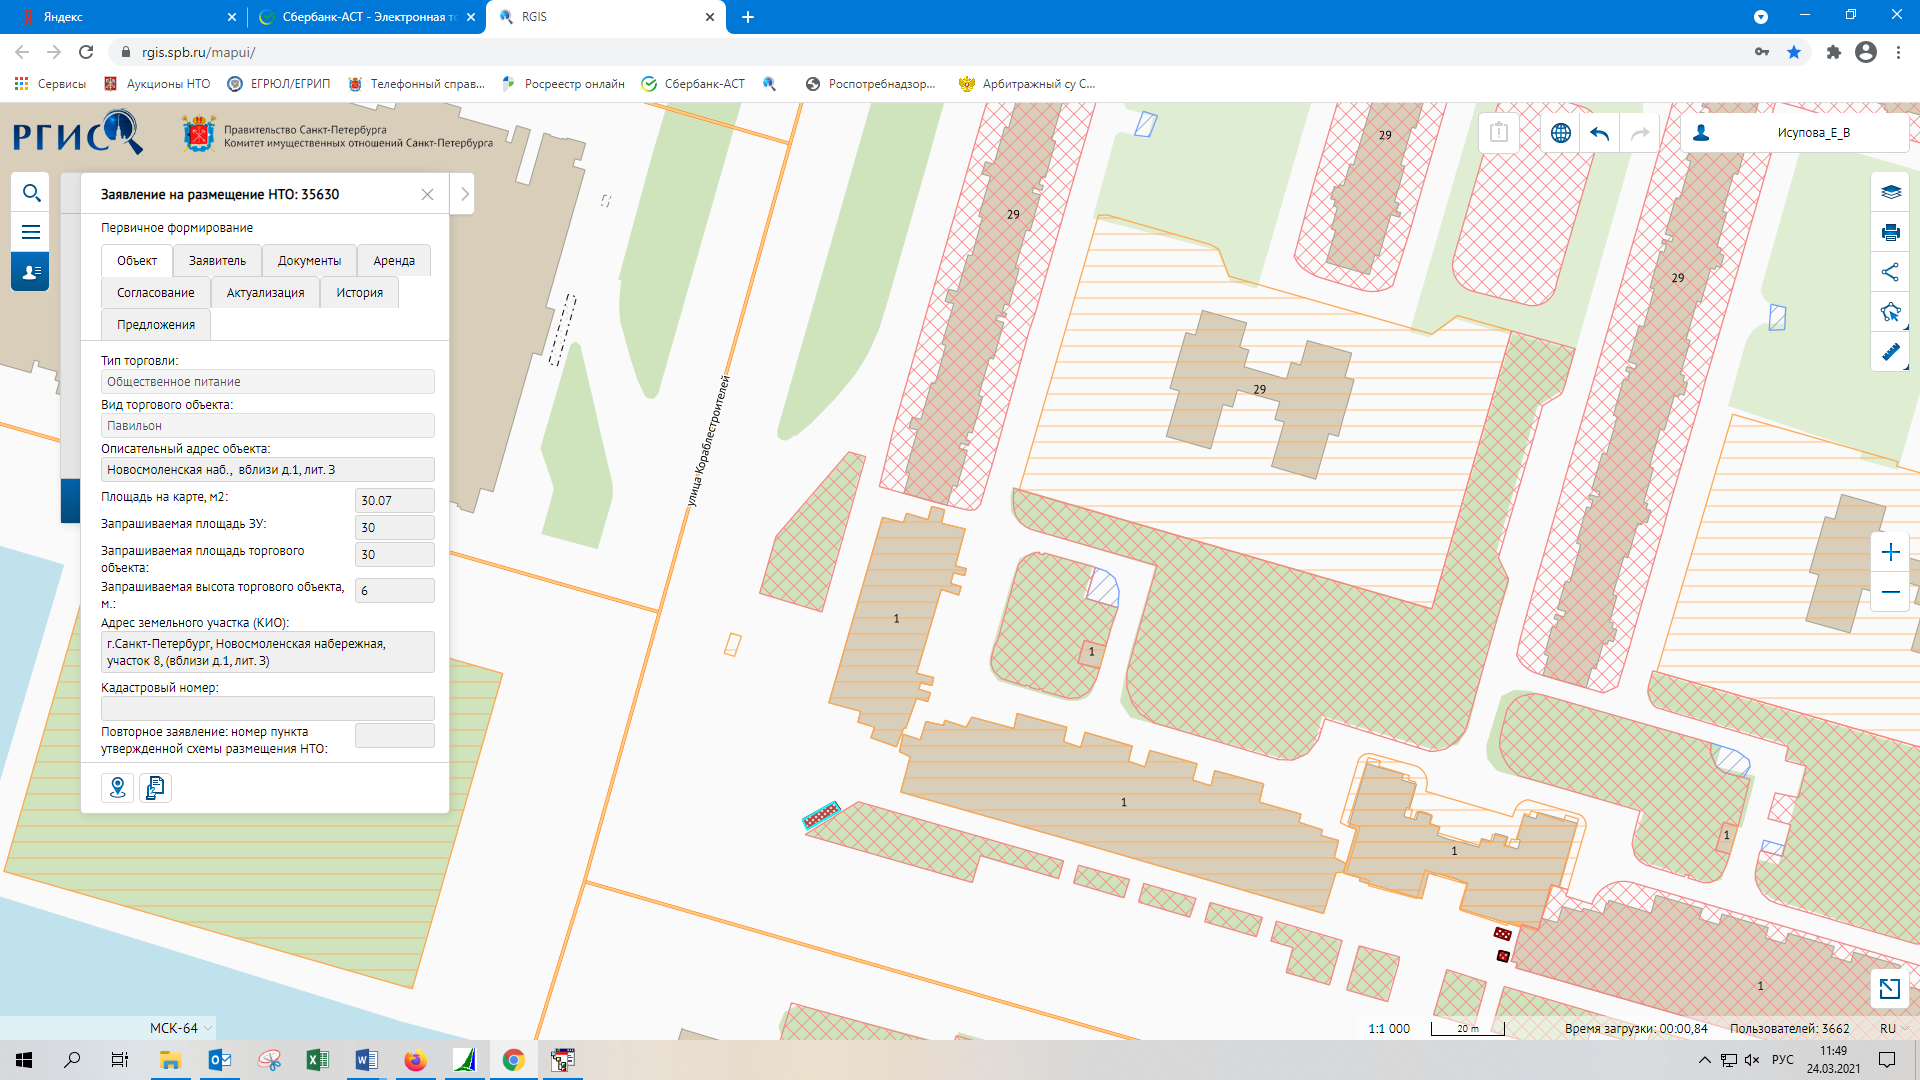 Яндекс
Сбербанк-АСТ - Электронная то
RGIS
rgis.spb.ru/mapui/
Сервисы
Аукционы НТО
ЕГРЮЛ/ЕГРИП
Телефонный справ...
Росреестр онлайн
Сбербанк-АСТ
Роспотребнадзор...
Арбитражный су С...
РГИС
Правительство Санкт-Петербурга
Комитет имущественных отношений Санкт-Петербурга
Исупова_Е_В
Заявление на размещение НТО: 35630
Первичное формирование
Объект
Заявитель
Документы
Аренда
Согласование
Актуализация
История
Предложения
Тип торговли:
Общественное питание
Вид торгового объекта:
Павильон
Описательный адрес объекта:
Новосмоленская наб., вблизи д.1, лит. З
Площадь на карте, м2:
30.07
Запрашиваемая площадь ЗУ:
30
Запрашиваемая площадь торгового
объекта:
30
Запрашиваемая высота торгового объекта,
м.:
6
Адрес земельного участка (КИО):
г.Санкт-Петербург, Новосмоленская набережная,
участок 8, (вблизи д.1, лит. З)
Кадастровый номер:
Повторное заявление: номер пункта
утвержденной схемы размещения НТО:
29
29
29
29
улица Кораблестроителей
1
1
1
1
1
1
МСК-64
1:1 000
20 m
Время загрузки: 00:00,84
Пользователей: 3662
RU
РУС
11:49
24.03.2021